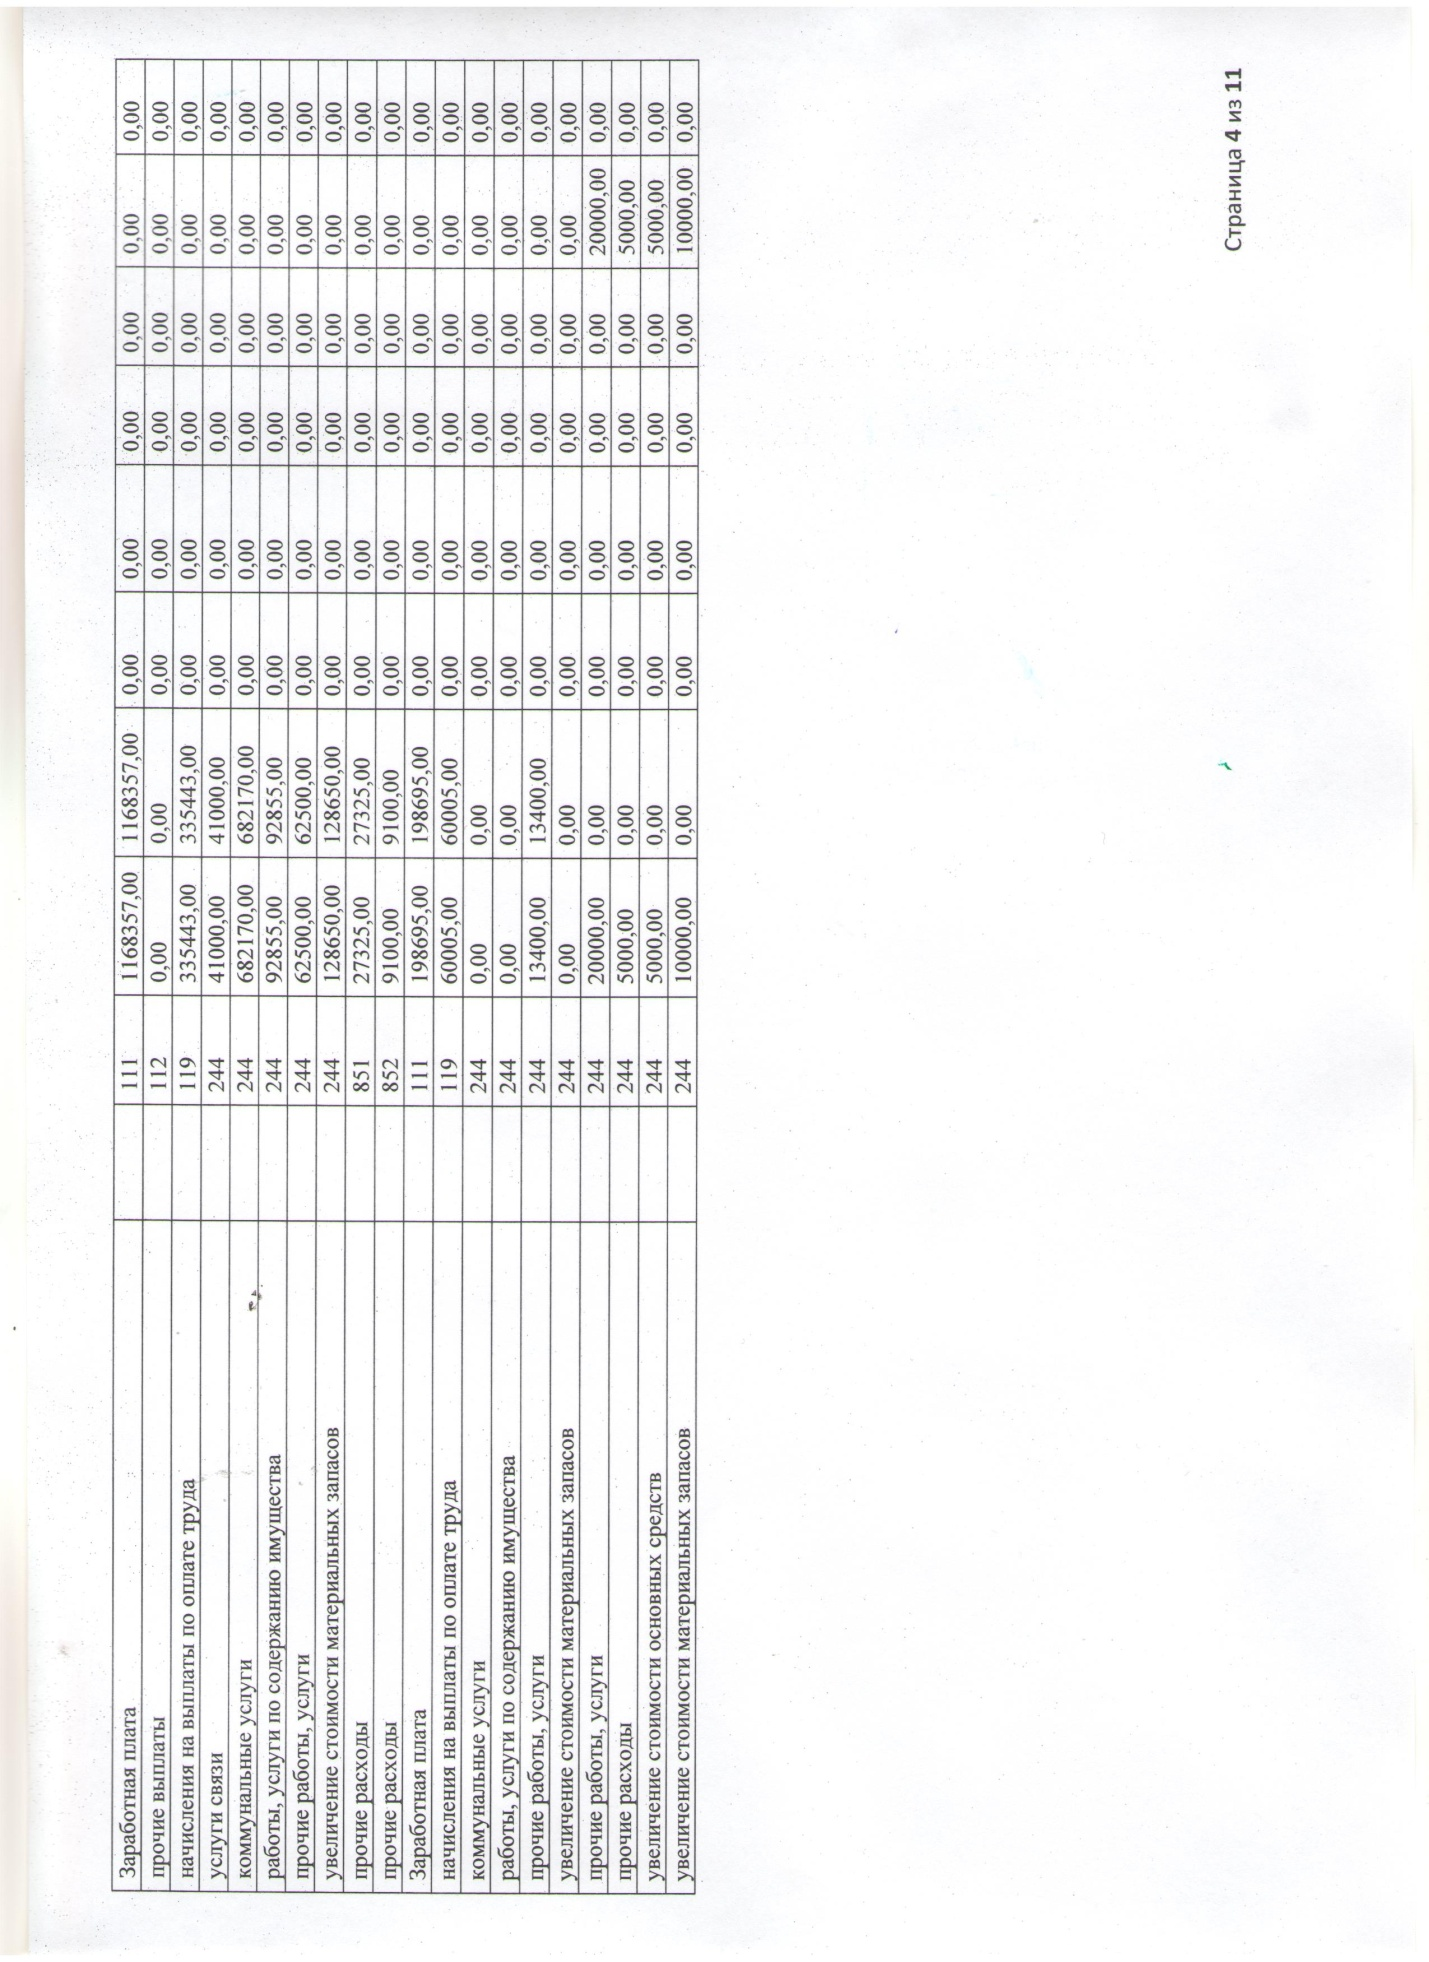 Заработная плата 111 1168357,00 1168357,00 0,00 0,00 0,00 0,00 0,00 0,00
прочие выплаты 112 0,00 0,00 0,00 0,00 0,00 0,00 0,00 0,00
начисления на выплаты по оплате труда 119 335443,00 335443,00 0,00 0,00 0,00 0,00 0,00 0,00
услуги связи 244 41000,00 41000,00 0,00 0,00 0,00 0,00 0,00 0,00
коммунальные услуги 244 682170,00 682170,00 0,00 0,00 0,00 0,00 0,00 0,00
работы, услуги по содержанию имущества 244 92855,00 92855,00 0,00 0,00 0,00 0,00 0,00 0,00
прочие работы, услуги 244 62500,00 62500,00 0,00 0,00 0,00 0,00 0,00 0,00
увеличение стоимости материальных запасов 244 128650,00 128650,00 0,00 0,00 0,00 0,00 0,00 0,00
прочие расходы 851 27325,00 27325,00 0,00 0,00 0,00 0,00 0,00 0,00
прочие расходы 852 9100,00 9100,00 0,00 0,00 0,00 0,00 0,00 0,00
Заработная плата 111 198695,00 198695,00 0,00 0,00 0,00 0,00 0,00 0,00
начисления на выплаты по оплате труда 119 60005,00 60005,00 0,00 0,00 0,00 0,00 0,00 0,00
коммунальные услуги 244 0,00 0,00 0,00 0,00 0,00 0,00 0,00 0,00
работы, услуги по содержанию имущества 244 0,00 0,00 0,00 0,00 0,00 0,00 0,00 0,00
прочие работы, услуги 244 13400,00 13400,00 0,00 0,00 0,00 0,00 0,00 0,00
увеличение стоимости материальных запасов 244 0,00 0,00 0,00 0,00 0,00 0,00 0,00 0,00
прочие работы, услуги 244 20000,00 0,00 0,00 0,00 0,00 0,00 20000,00 0,00
прочие расходы 244 5000,00 0,00 0,00 0,00 0,00 0,00 5000,00 0,00
увеличение стоимости основных средств 244 5000,00 0,00 0,00 0,00 0,00 0,00 5000,00 0,00
увеличение стоимости материальных запасов 244 10000,00 0,00 0,00 0,00 0,00 0,00 10000,00 0,00
Страница 4 из 11